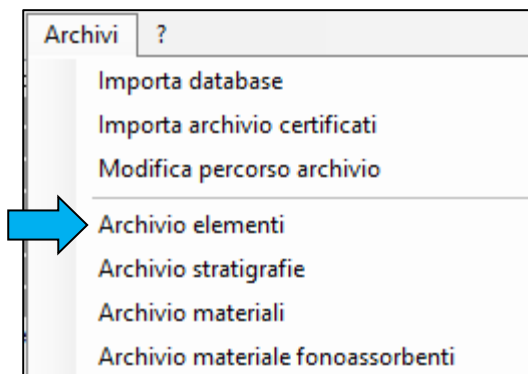 Archivi ?
Importa database
Importa archivio certificati
Modifica percorso archivio
Archivio elementi
Archivio stratigrafie
Archivio materiali
Archivio materiale fonoassorbenti